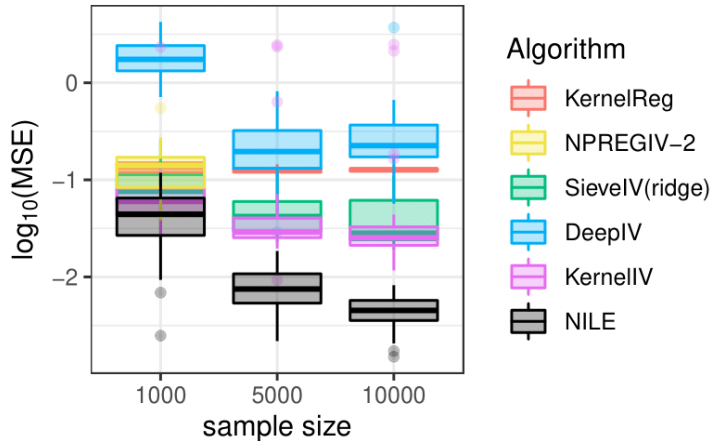 log10(MSE)
0
−1
−2
1000 5000 10000
sample size
Algorithm
KernelReg
NPREGIV−2
SieveIV(ridge)
DeepIV
KernelIV
NILE